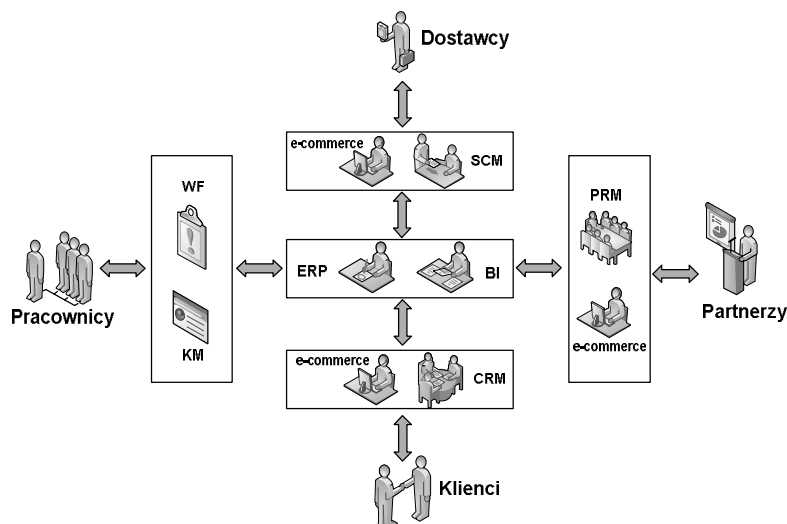 Dostawcy
e-commerce
SCM
WF
PRM
ERP
BI
Pracownicy
Partnerzy
KM
e-commerce
e-commerce
CRM
Klienci